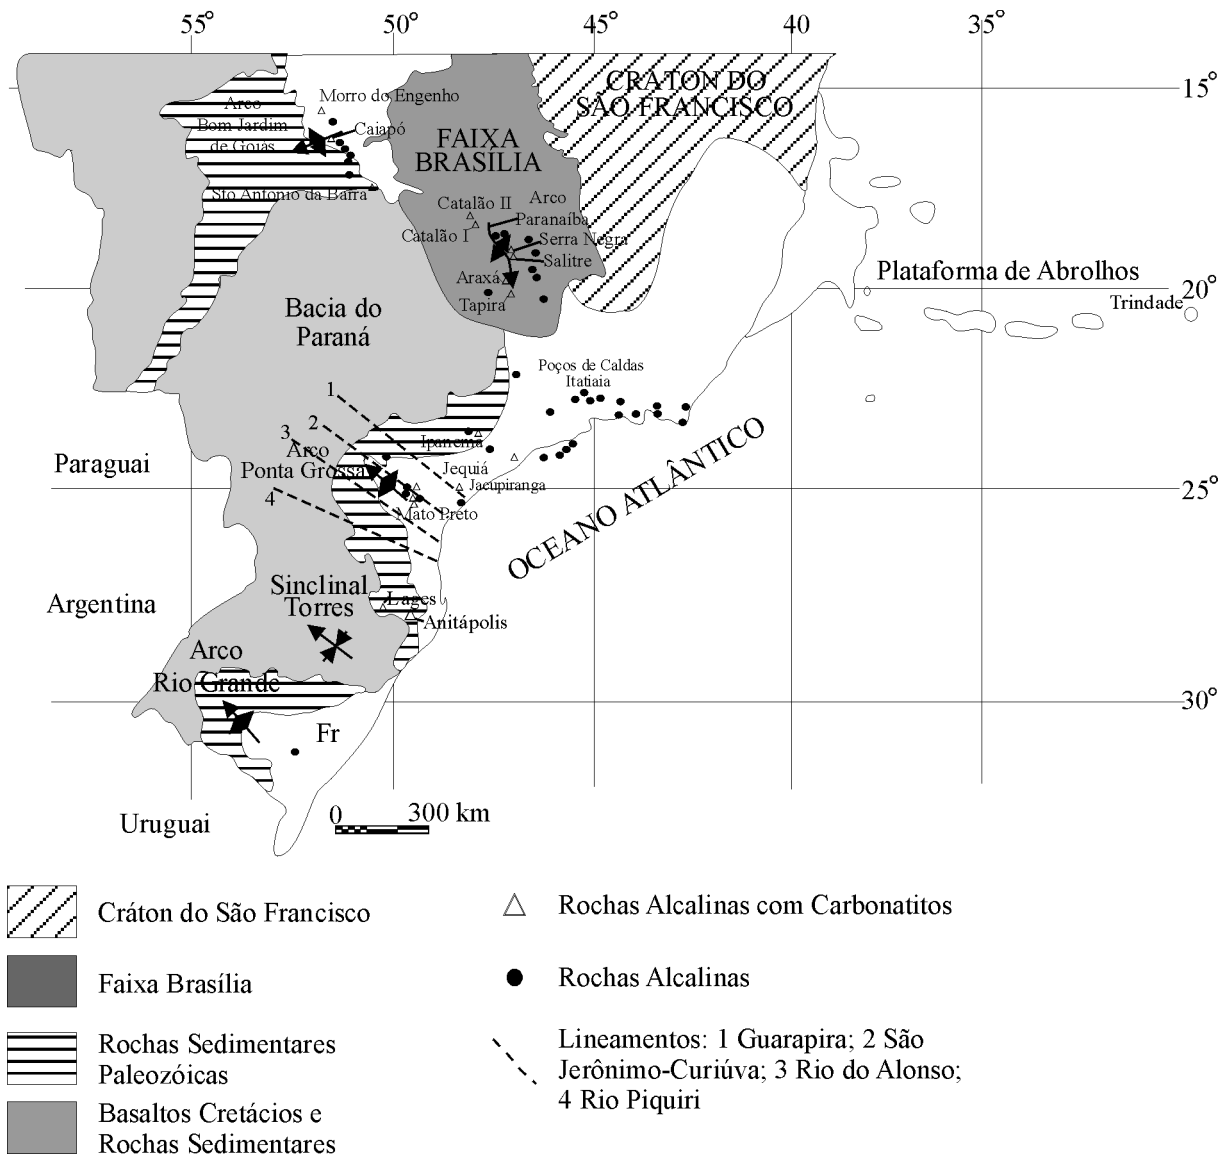 55°
50°
45°
40
35°
15°
20°
25°
30°
CRÁTON DO
SÃO FRANCISCO
FAIXA
BRASÍLIA
Morro do Engenho
Arco
Bom Jardim
de Goiás
Caiapó
Sto Antonio da Barra
Catalão II
Arco
Paranaíba
Catalão I
Serra Negra
Salitre
Araxá
Tapira
Plataforma de Abrolhos
Trindade
Bacia do
Paraná
Poços de Caldas
Itatiaia
1
2
3
4
Arco
Ponta Grossa
Ipanema
Jequiá
Jacupiranga
Mato Preto
Paraguai
OCEANO ATLÂNTICO
Argentina
Sinclinal
Torres
Lages
Anitápolis
Arco
Rio Grande
Fr
Uruguai
0
300 km
Cráton do São Francisco
Faixa Brasília
Rochas Sedimentares
Paleozóicas
Basaltos Cretácios e
Rochas Sedimentares
Rochas Alcalinas com Carbonatitos
Rochas Alcalinas
Lineamentos: 1 Guarapira; 2 São
Jerônimo-Curiúva; 3 Rio do Alonso;
4 Rio Piquiri